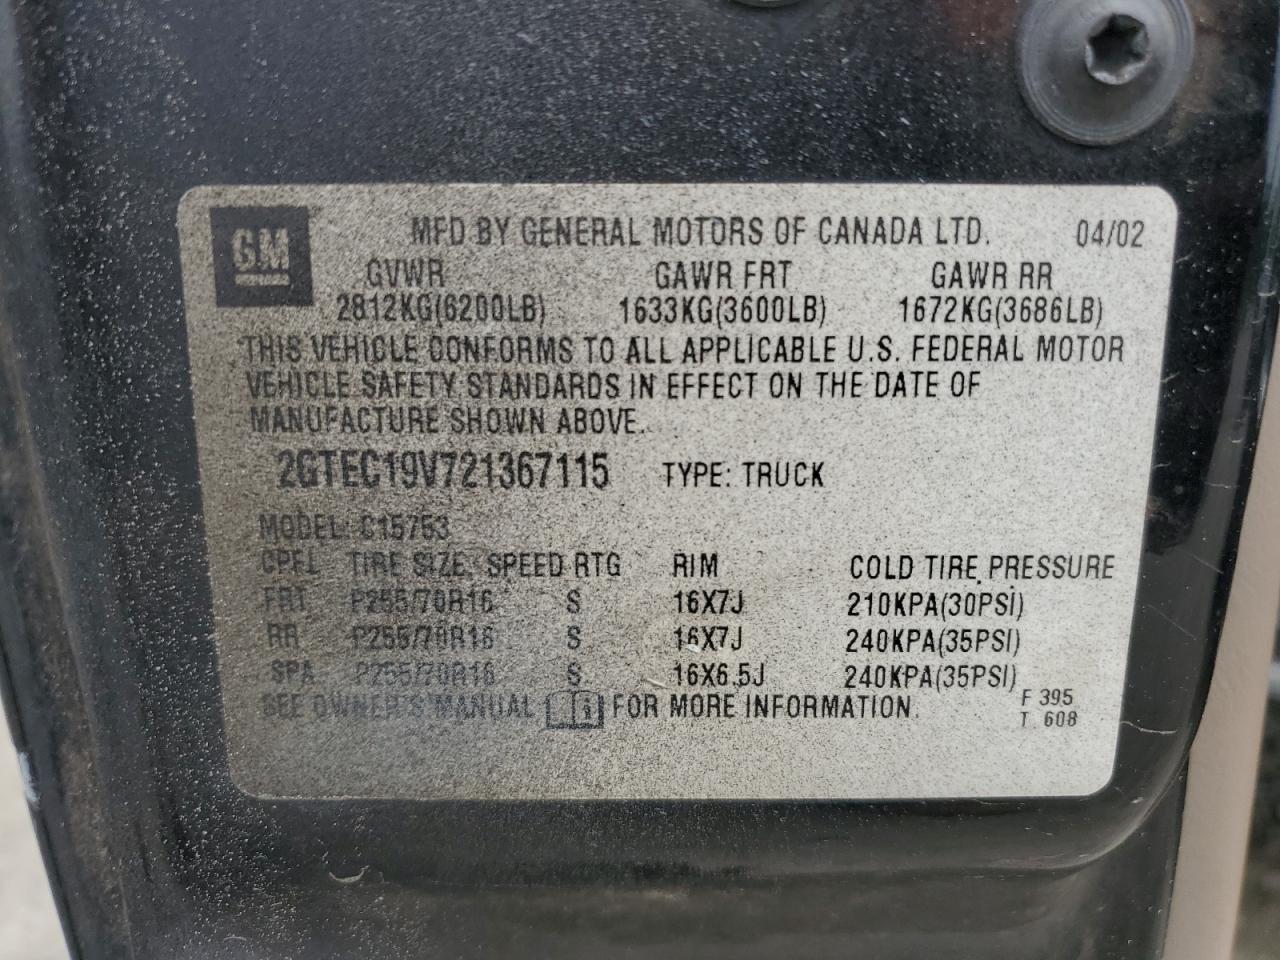 GM
MFD BY GENERAL MOTORS OF CANADA LTD. 04/02
GVWR GAWR FRT GAWR RR
2812KG(6200LB) 1633KG(3600LB) 1672KG(3686LB)
THIS VEHICLE CONFORMS TO ALL APPLICABLE U.S. FEDERAL MOTOR
VEHICLE SAFETY STANDARDS IN EFFECT ON THE DATE OF
MANUFACTURE SHOWN ABOVE.
2GTEC19V721367115 TYPE: TRUCK
MODEL: C15753
CPFL TIRE SIZE SPEED RTG RIM COLD TIRE PRESSURE
FRT P255/70R16 S 16X7J 210KPA(30PSI)
RR P255/70R16 S 16X7J 240KPA(35PSI)
SPA P255/70R16 S 16X6.5J 240KPA(35PSI)
SEE OWNER'S MANUAL FOR MORE INFORMATION.
F 395
T 608